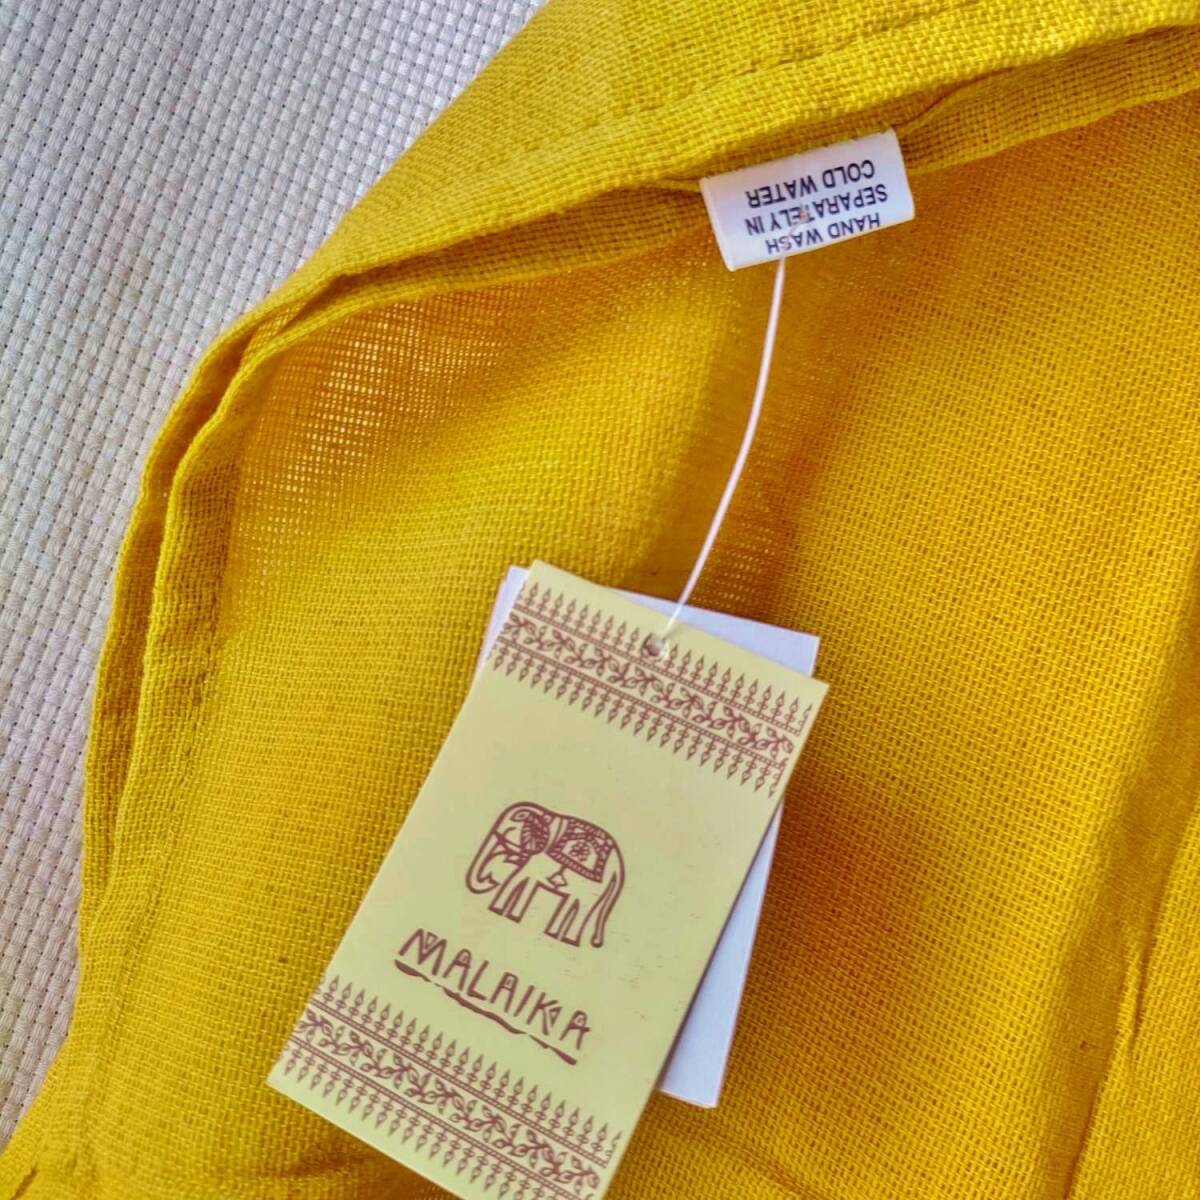 HAND WASH
SEPARATELY IN
COLD WATER
MALAIKA